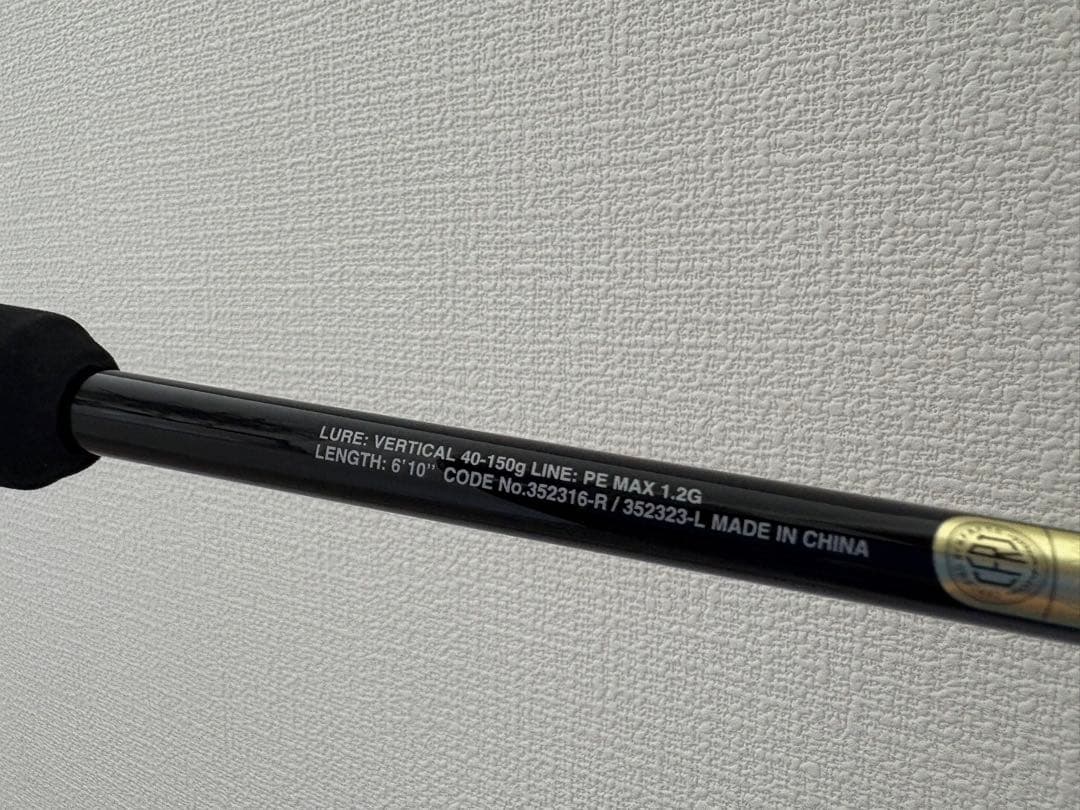 LURE: VERTICAL 40-150g LINE: PE MAX 1.2G
LENGTH: 6'10" CODE No.352316-R / 352323-L MADE IN CHINA